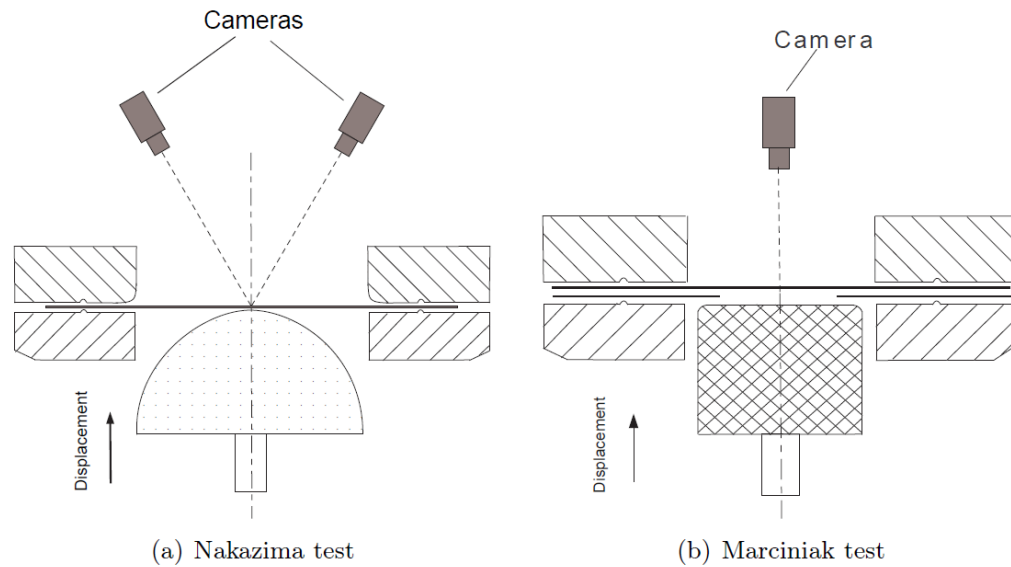 Cameras
Camera
Displacement
Displacement
(a) Nakazima test
(b) Marciniak test